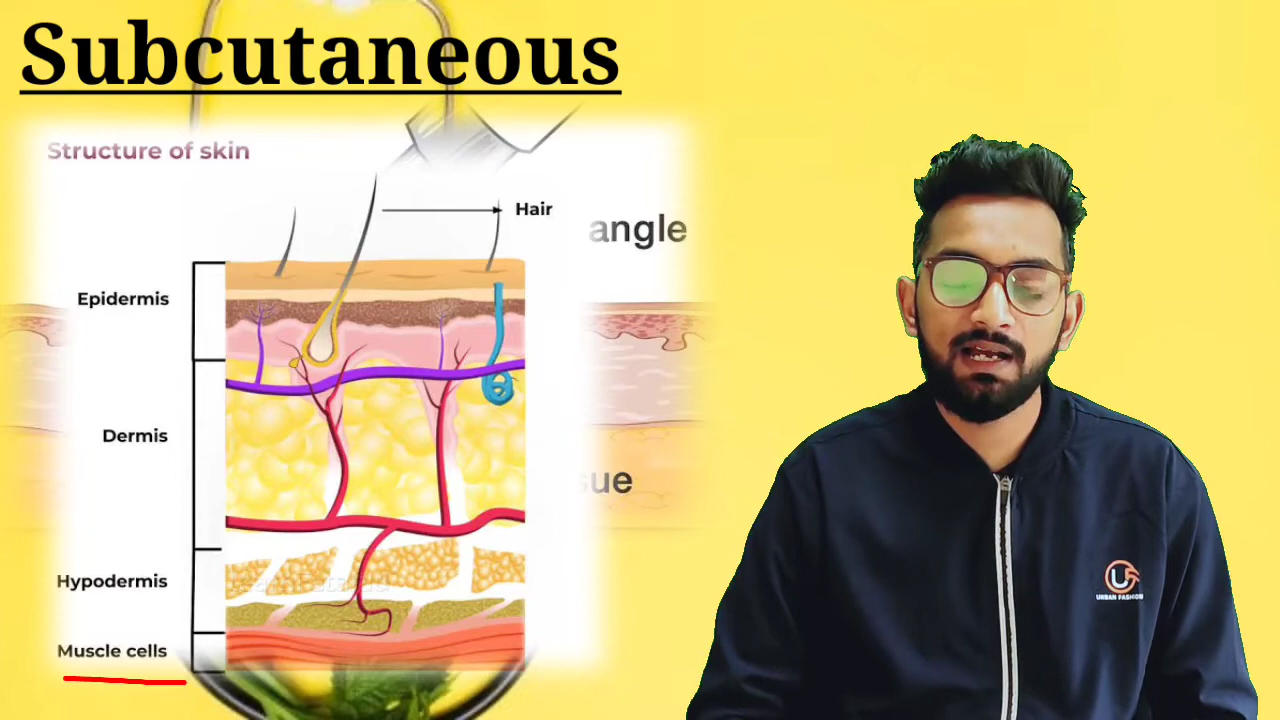 Subcutaneous
Structure of skin
Hair
angle
Epidermis
Dermis
sue
Hypodermis
Muscle cells
URBAN FASHION